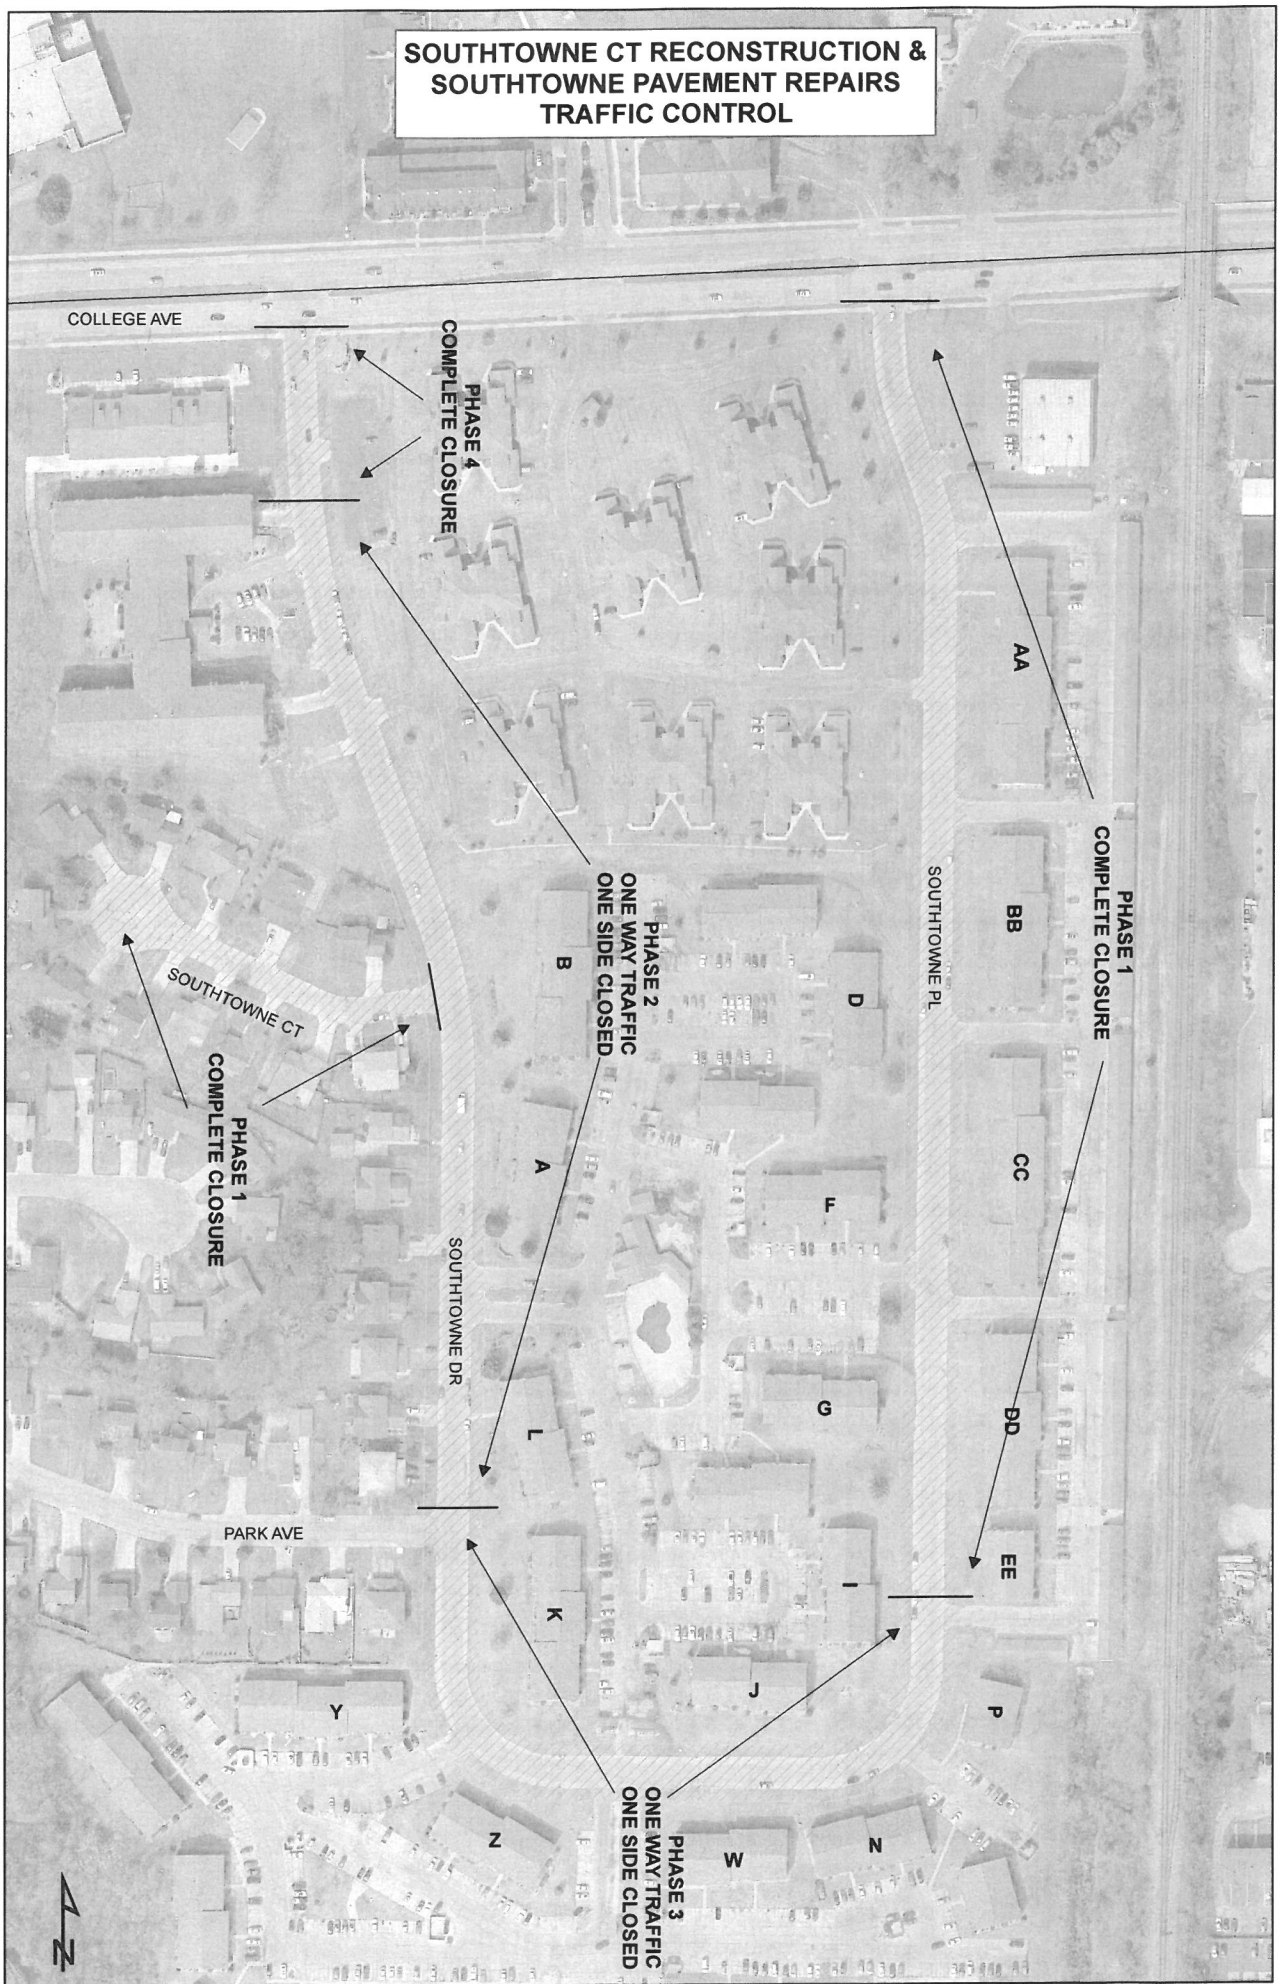 SOUTHTOWNE CT RECONSTRUCTION &
SOUTHTOWNE PAVEMENT REPAIRS
TRAFFIC CONTROL
COLLEGE AVE
PHASE 4
COMPLETE CLOSURE
AA
PHASE 1
COMPLETE CLOSURE
BB
SOUTHTOWNE PL
PHASE 2
ONE WAY TRAFFIC
ONE SIDE CLOSED
B
D
SOUTHTOWNE CT
PHASE 1
COMPLETE CLOSURE
A
F
CC
SOUTHTOWNE DR
L
G
DD
PARK AVE
K
I
EE
Y
J
P
PHASE 3
ONE WAY TRAFFIC
ONE SIDE CLOSED
Z
W
N
N